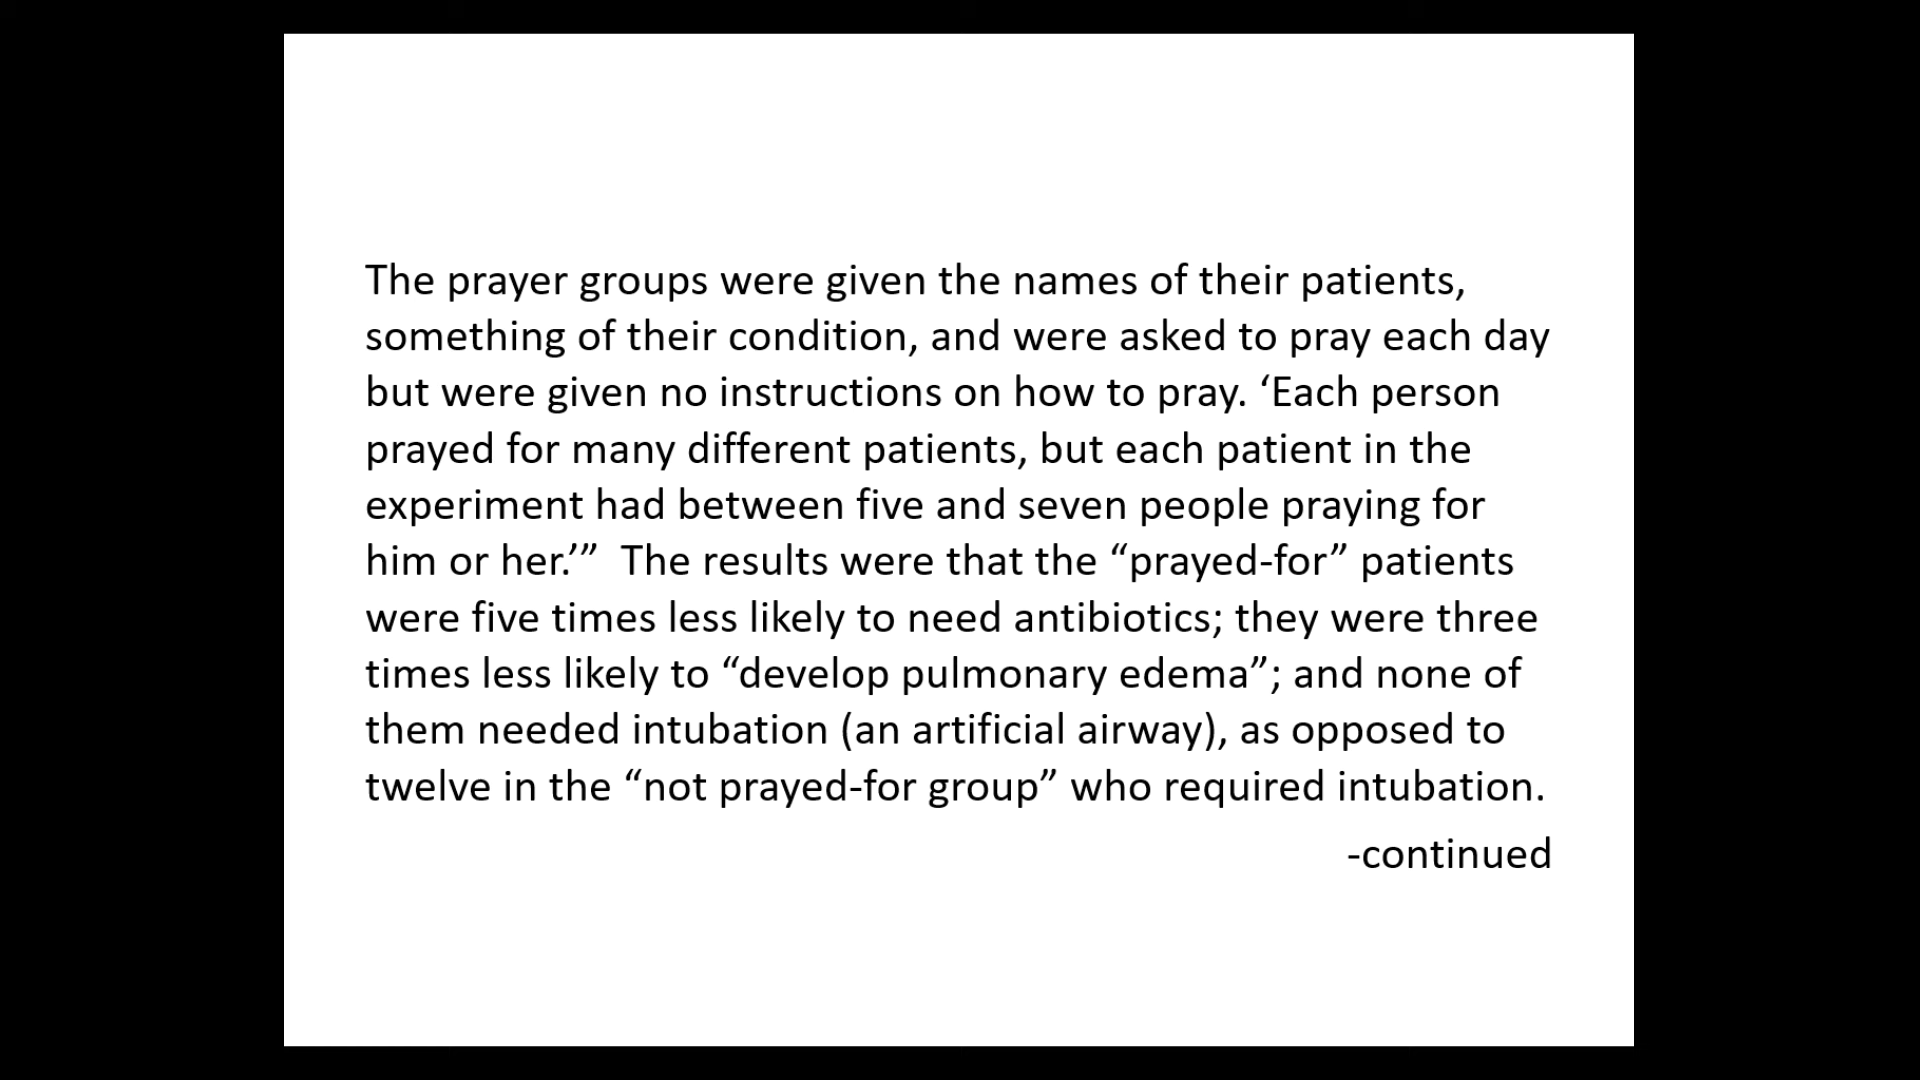 The prayer groups were given the names of their patients,
something of their condition, and were asked to pray each day
but were given no instructions on how to pray. ‘Each person
prayed for many different patients, but each patient in the
experiment had between five and seven people praying for
him or her.’”  The results were that the “prayed-for” patients
were five times less likely to need antibiotics; they were three
times less likely to “develop pulmonary edema”; and none of
them needed intubation (an artificial airway), as opposed to
twelve in the “not prayed-for group” who required intubation.
-continued